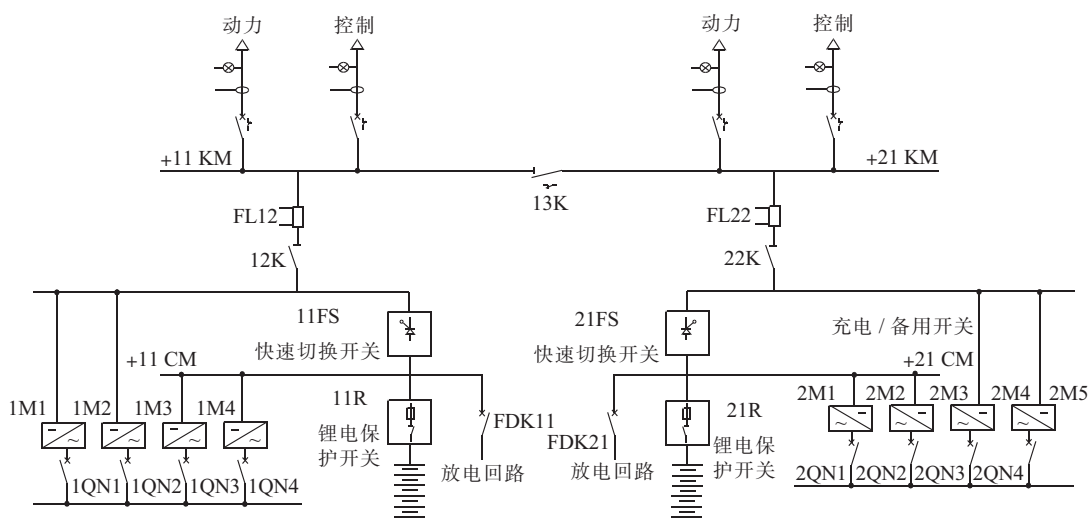 动力
控制
动力
控制
+11 KM
+21 KM
13K
FL12
FL22
12K
22K
11FS
快速切换开关
21FS
快速切换开关
充电 / 备用开关
+11 CM
+21 CM
1M1
1M2
1M3
1M4
11R
锂电保
护开关
FDK11
放电回路
FDK21
放电回路
21R
锂电保
护开关
2M1
2M2
2M3
2M4
2M5
1QN1
1QN2
1QN3
1QN4
2QN1
2QN2
2QN3
2QN4